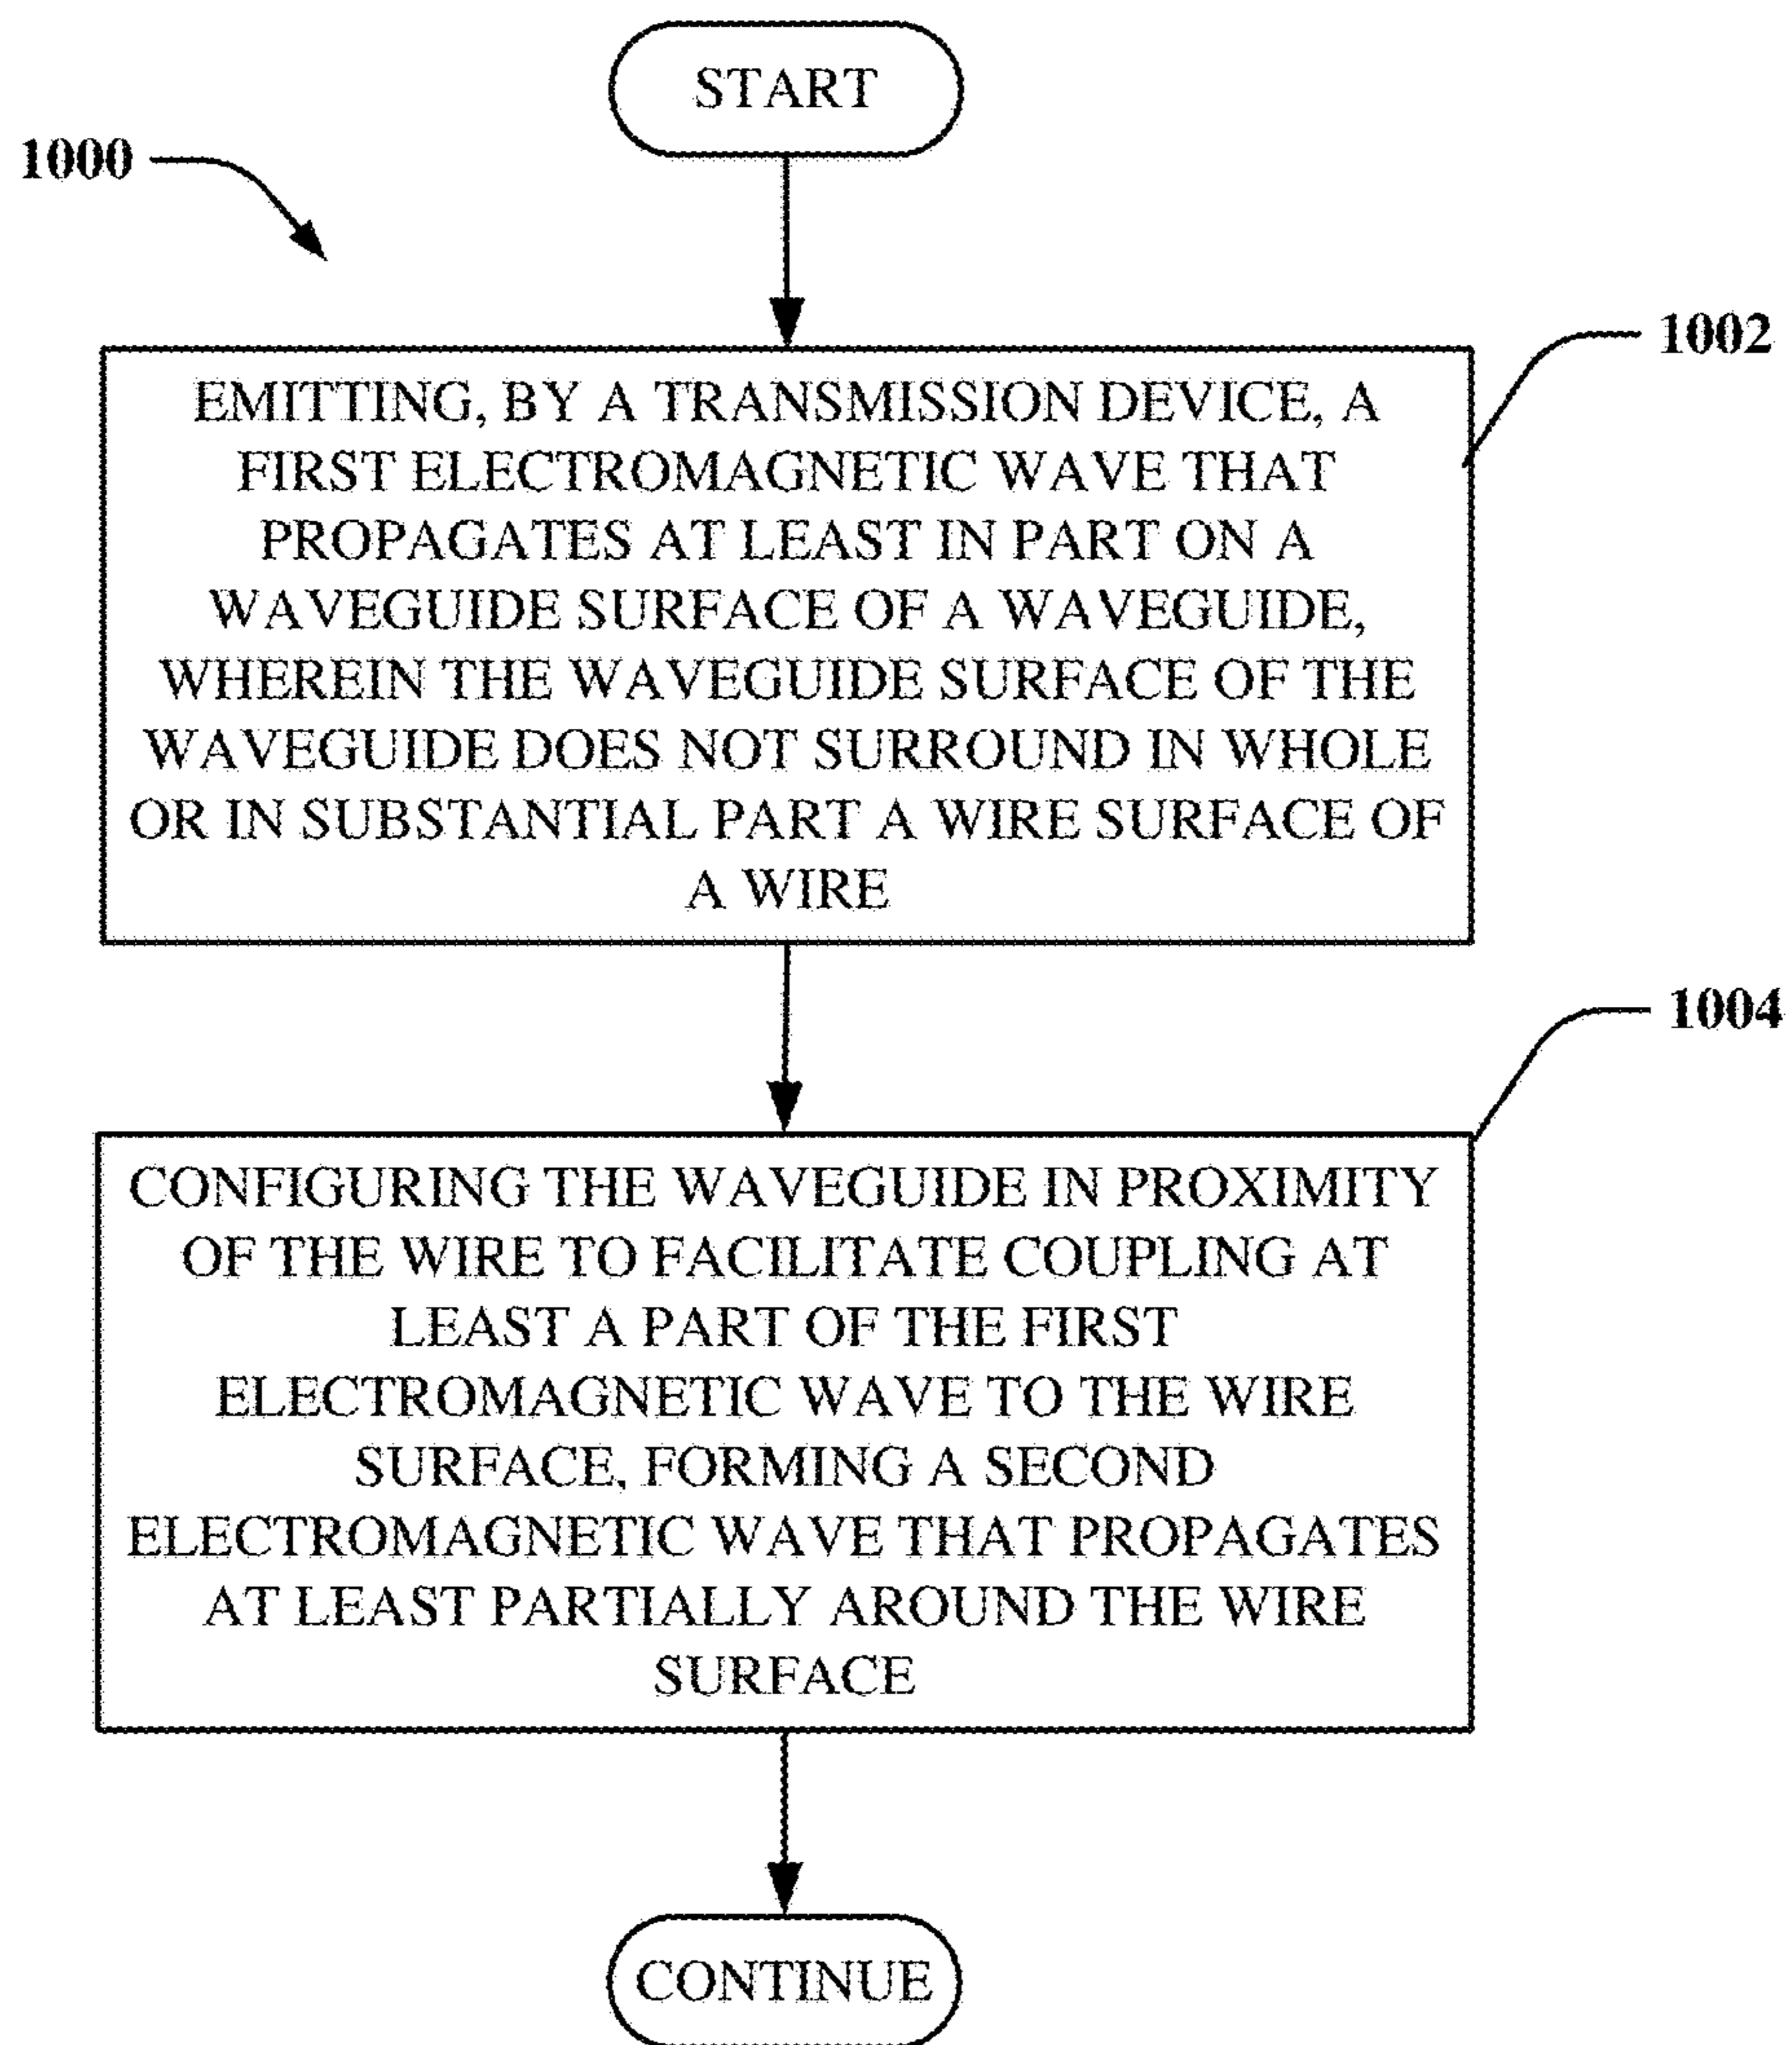 START
1000
1002
EMITTING, BY A TRANSMISSION DEVICE, A
FIRST ELECTROMAGNETIC WAVE THAT
PROPAGATES AT LEAST IN PART ON A
WAVEGUIDE SURFACE OF A WAVEGUIDE,
WHEREIN THE WAVEGUIDE SURFACE OF THE
WAVEGUIDE DOES NOT SURROUND IN WHOLE
OR IN SUBSTANTIAL PART A WIRE SURFACE OF
A WIRE
1004
CONFIGURING THE WAVEGUIDE IN PROXIMITY
OF THE WIRE TO FACILITATE COUPLING AT
LEAST A PART OF THE FIRST
ELECTROMAGNETIC WAVE TO THE WIRE
SURFACE, FORMING A SECOND
ELECTROMAGNETIC WAVE THAT PROPAGATES
AT LEAST PARTIALLY AROUND THE WIRE
SURFACE
CONTINUE